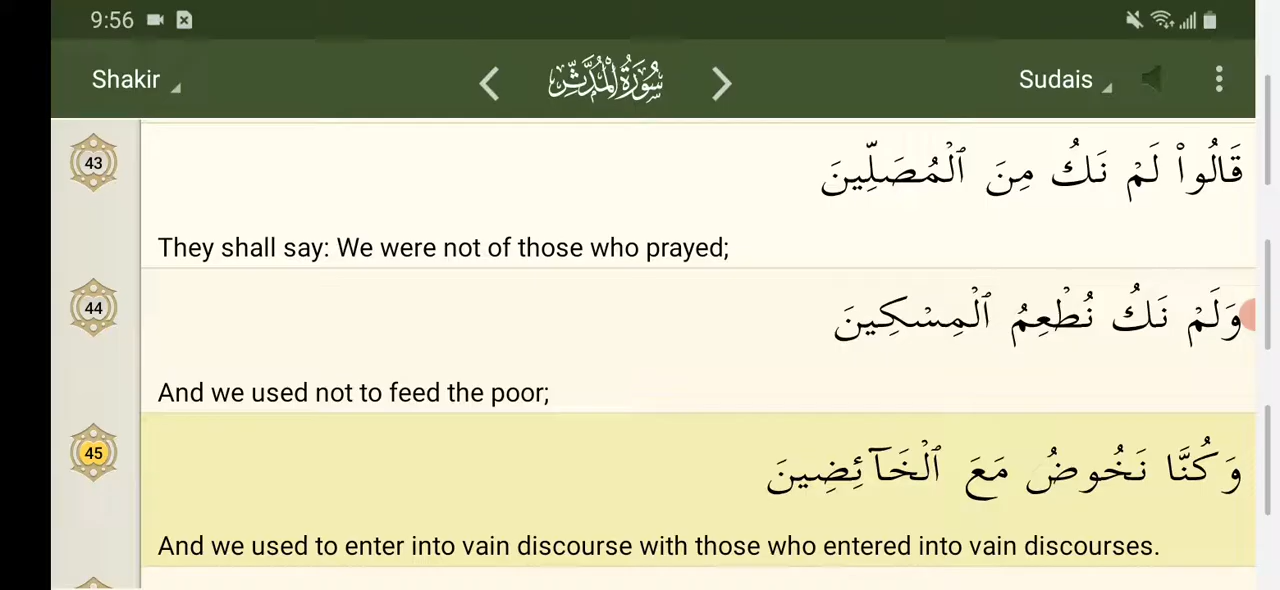 9:56
Shakir
سُورَةُ الْمُدَّثِّرِ
Sudais
43
قَالُوا۟ لَمْ نَكُ مِنَ ٱلْمُصَلِّينَ
They shall say: We were not of those who prayed;
44
وَلَمْ نَكُ نُطْعِمُ ٱلْمِسْكِينَ
And we used not to feed the poor;
45
وَكُنَّا نَخُوضُ مَعَ ٱلْخَآئِضِينَ
And we used to enter into vain discourse with those who entered into vain discourses.